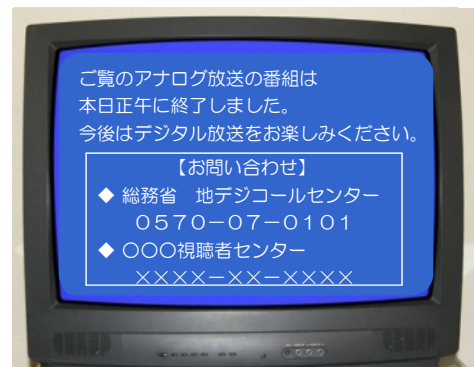 ご覧のアナログ放送の番組は
本日正午に終了しました。
今後はデジタル放送をお楽しみください。
【お問い合わせ】
◆ 総務省　地デジコールセンター
０５７０－０７－０１０１
◆ 〇〇〇視聴者センター
××××－××－××××